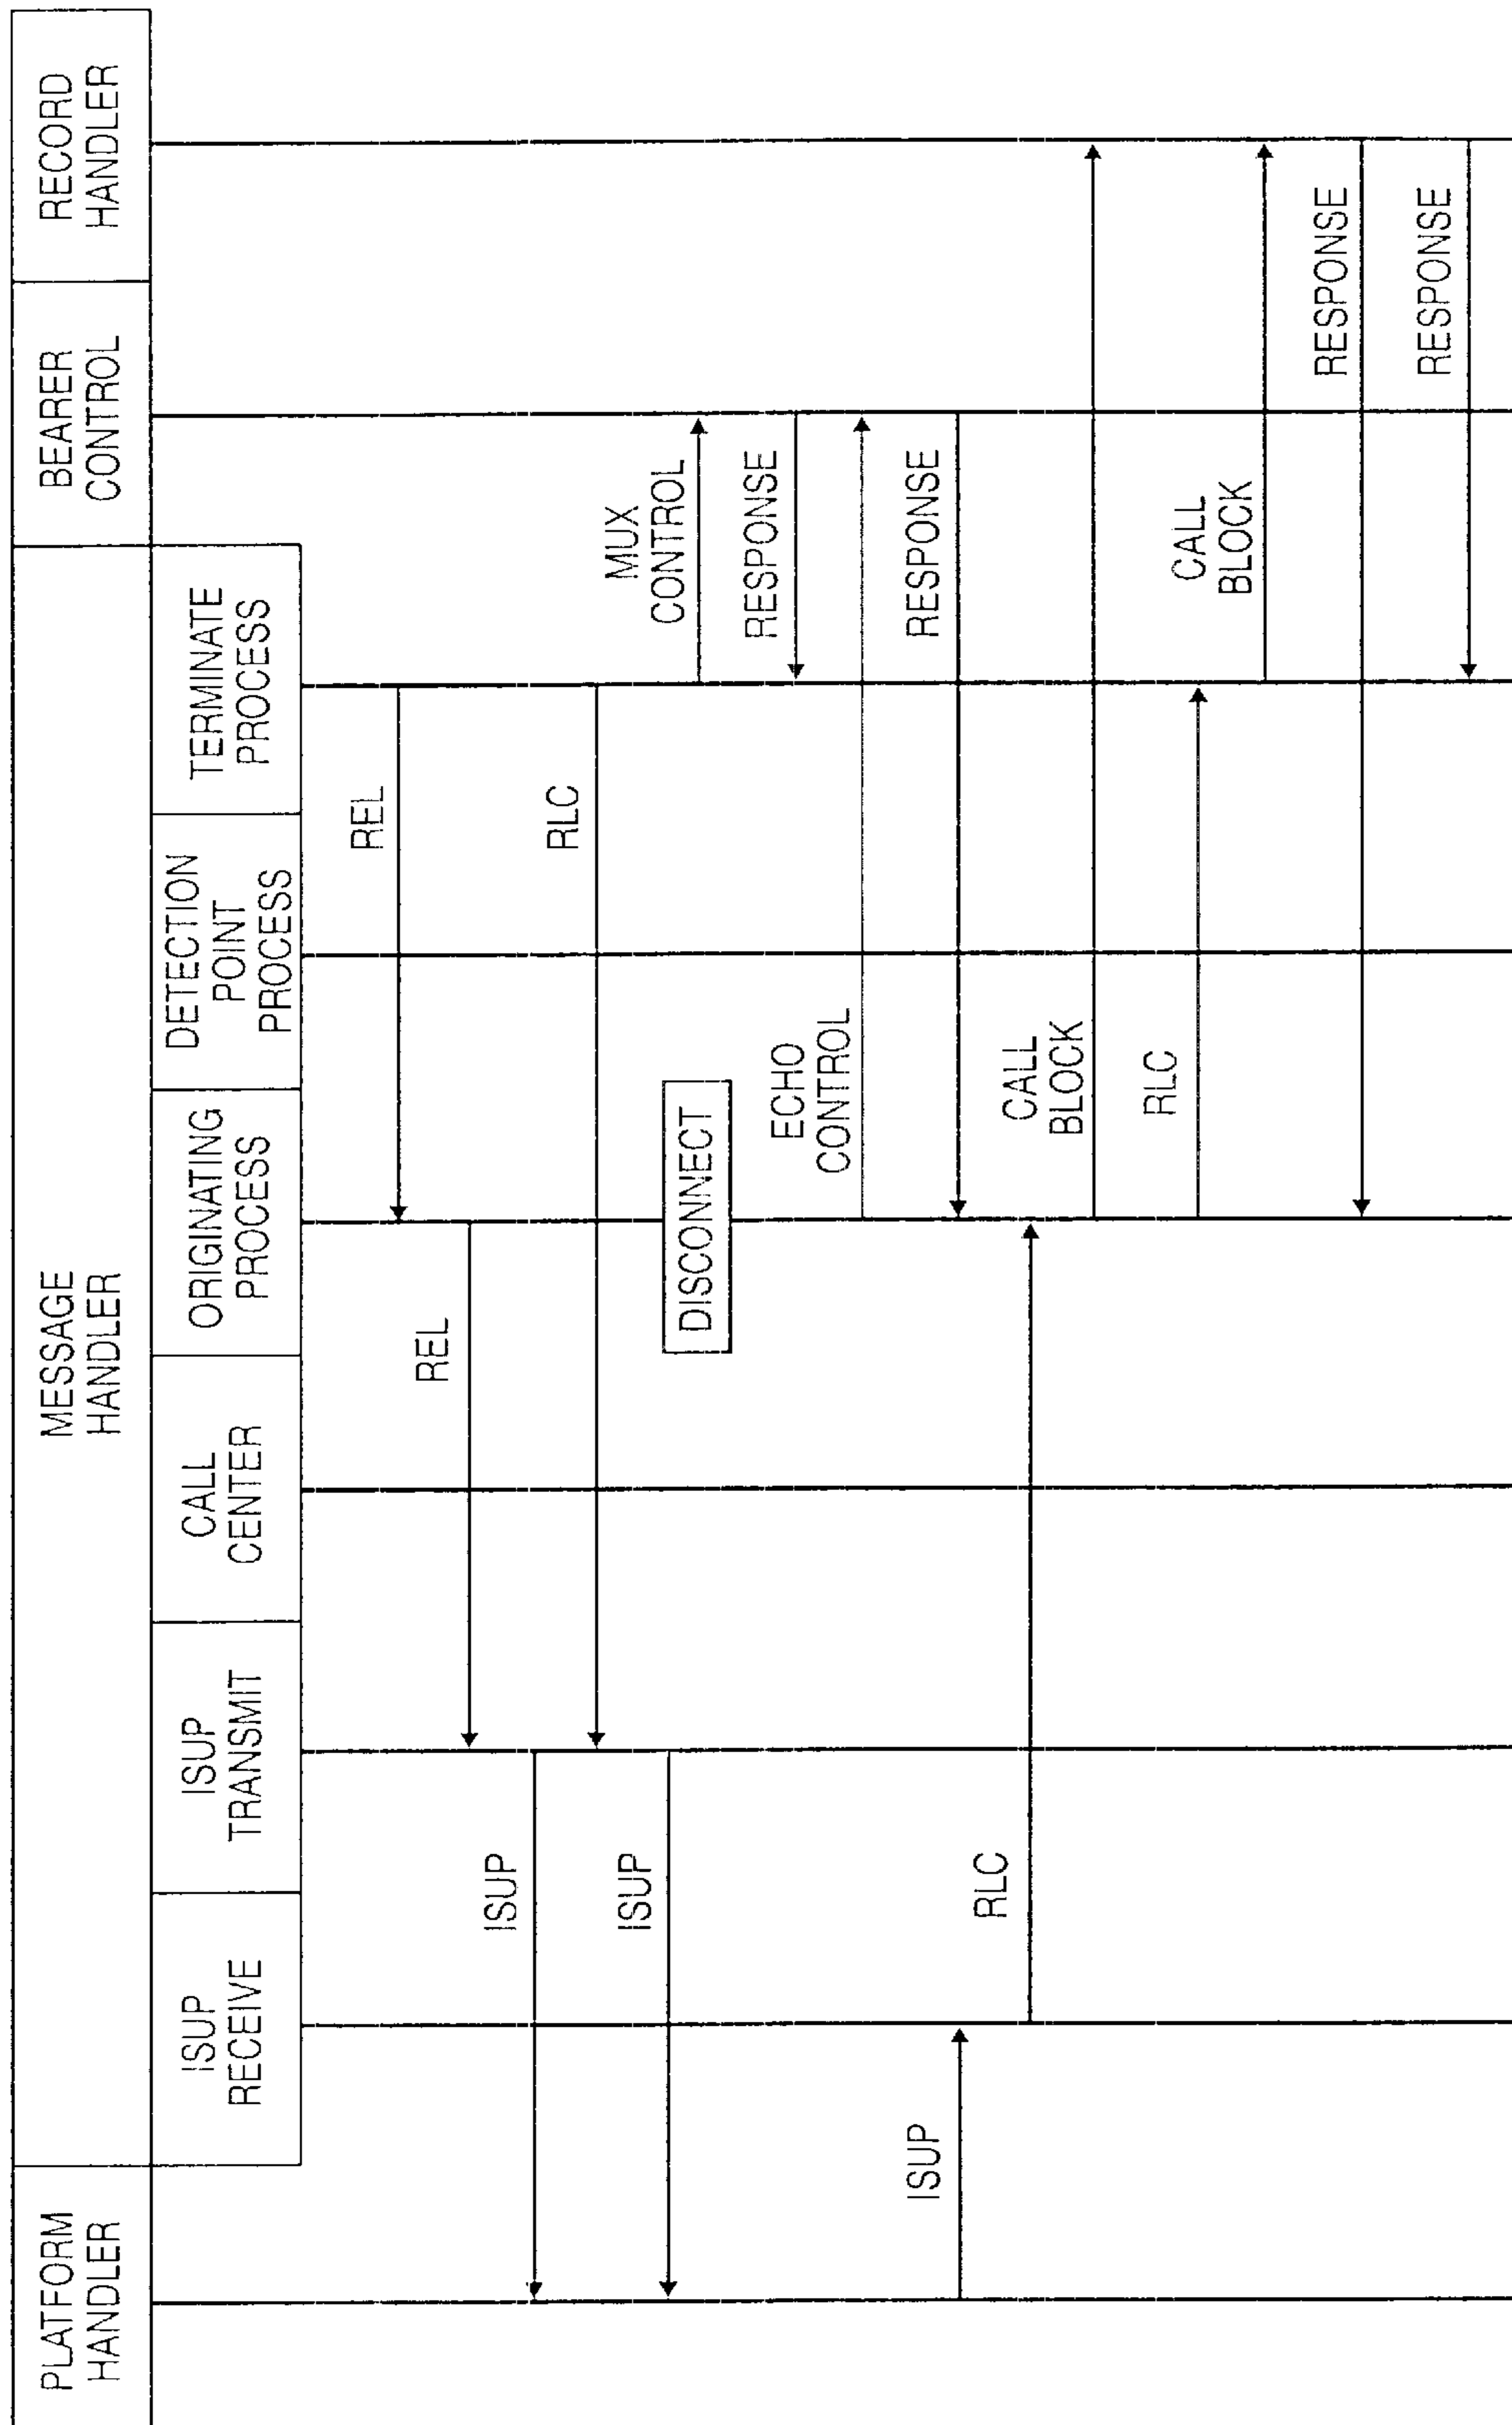 PLATFORM
HANDLER
MESSAGE
HANDLER
BEARER
CONTROL
RECORD
HANDLER
ISUP
RECEIVE
ISUP
TRANSMIT
CALL
CENTER
ORIGINATING
PROCESS
DETECTION
POINT
PROCESS
TERMINATE
PROCESS
REL
REL
ISUP
RLC
ISUP
DISCONNECT
MUX
CONTROL
RESPONSE
ECHO
CONTROL
RESPONSE
ISUP
RLC
CALL
BLOCK
RLC
CALL
BLOCK
RESPONSE
RESPONSE